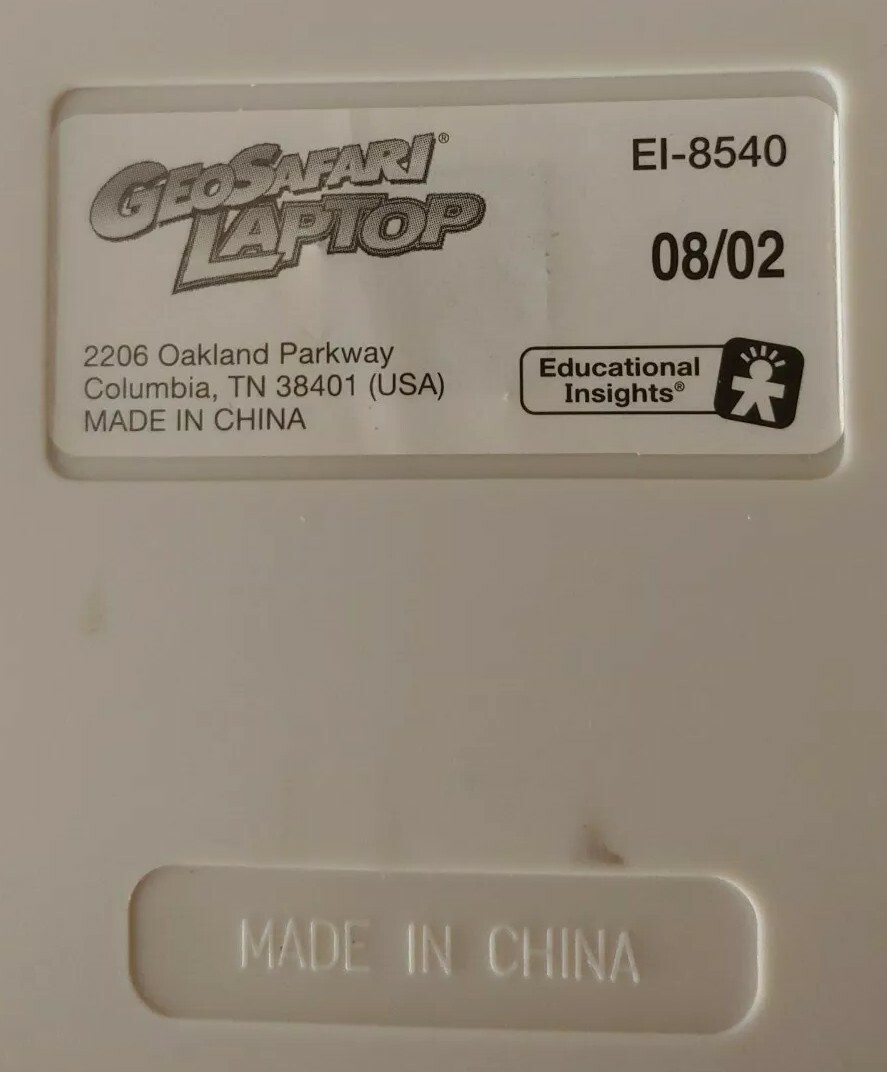 GEOSAFARI®
LAPTOP
EI-8540
08/02
2206 Oakland Parkway
Columbia, TN 38401 (USA)
MADE IN CHINA
Educational
Insights®
MADE IN CHINA